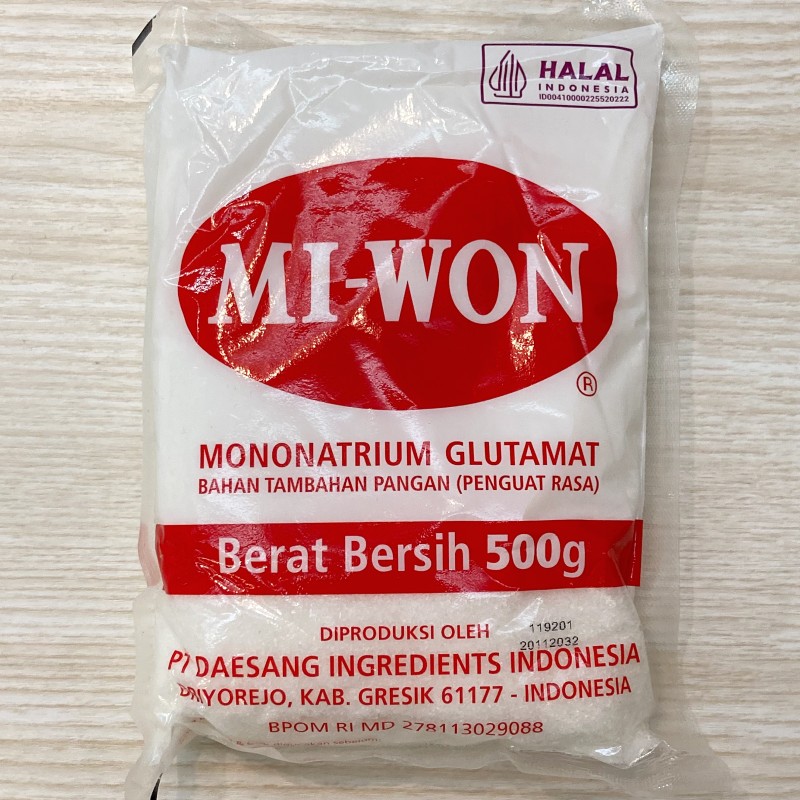 HALAL
INDONESIA
ID00410000225520222
MI-WON
®
MONONATRIUM GLUTAMAT
BAHAN TAMBAHAN PANGAN (PENGUAT RASA)
Berat Bersih 500g
DIPRODUKSI OLEH
119201
20112032
PT DAESANG INGREDIENTS INDONESIA
DRIYOREJO, KAB. GRESIK 61177 - INDONESIA
BPOM RI MD 278113029088